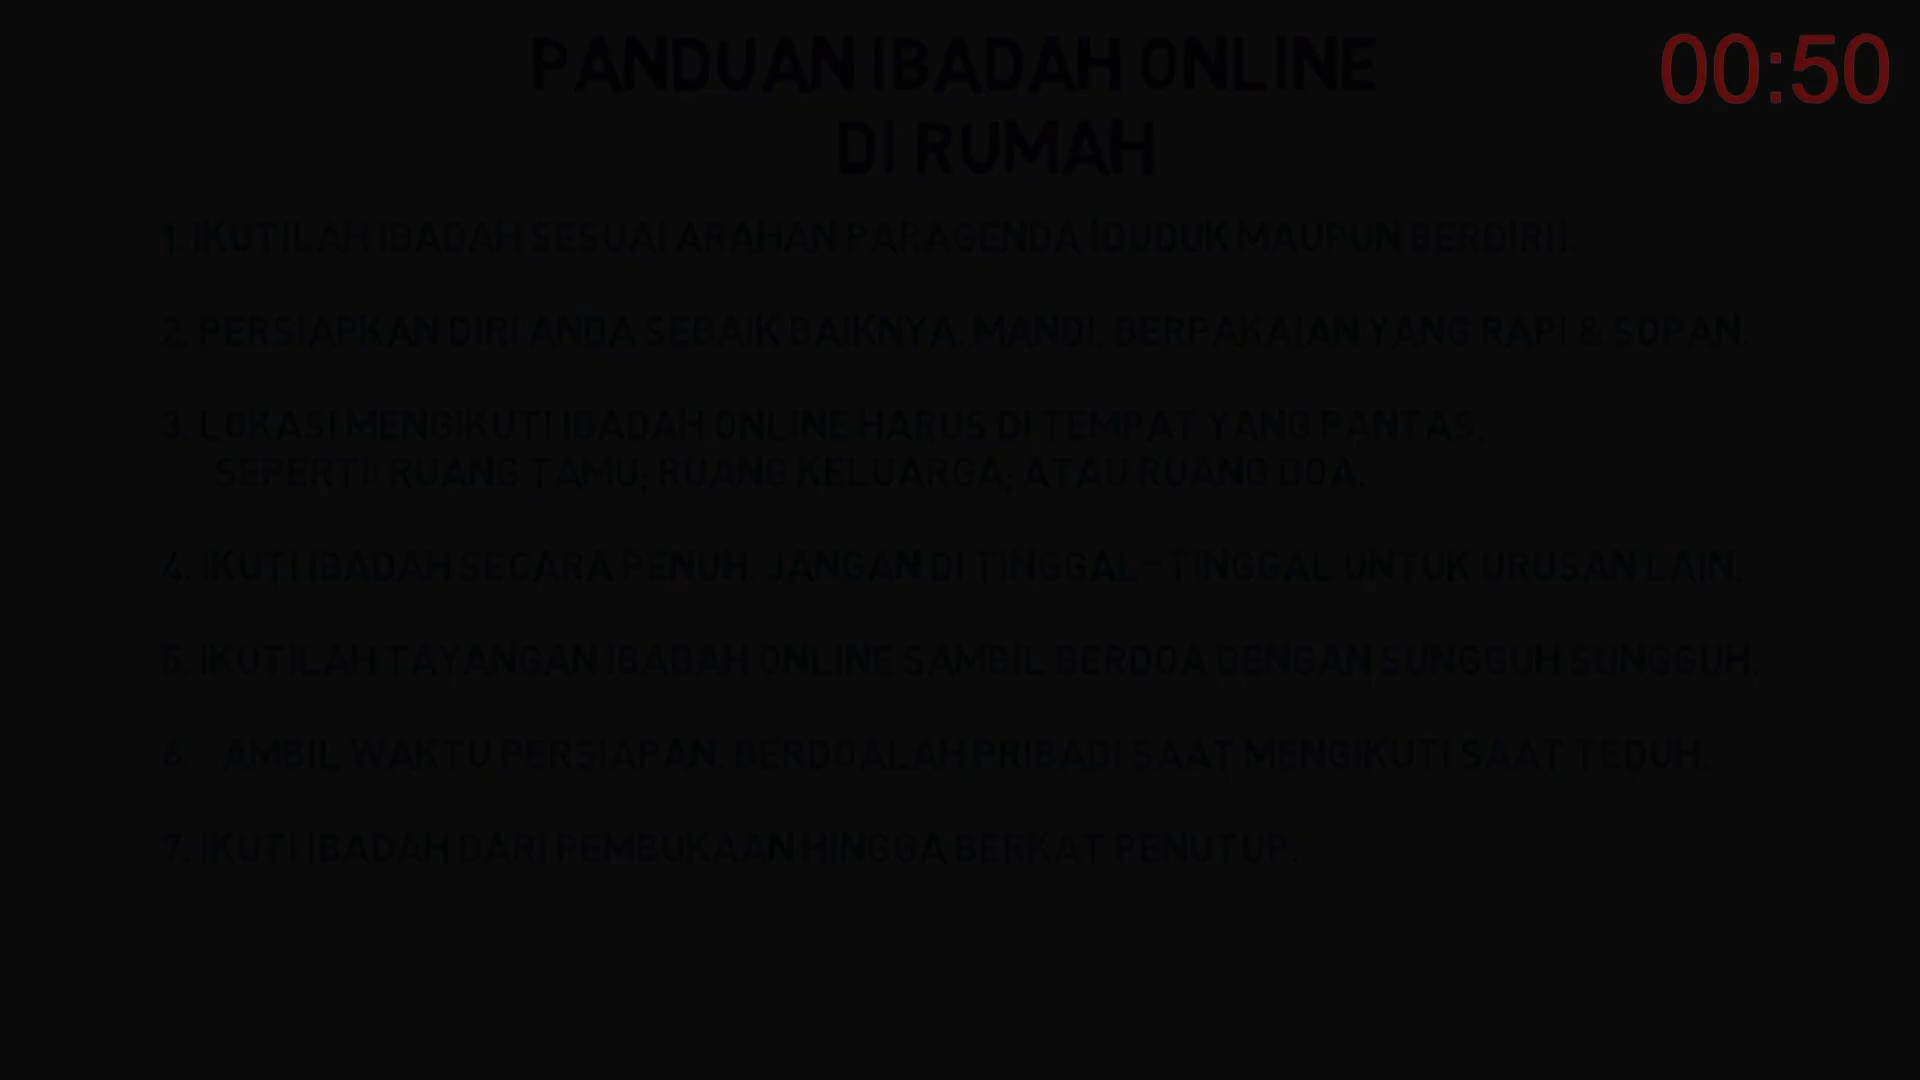 PANDUAN IBADAH ONLINE
00:50
DI RUMAH
1. IKUTILAH IBADAH SESUAI ARAHAN PARAGENDA (DUDUK MAUPUN BERDIRI).
2. PERSIAPKAN DIRI ANDA SEBAIK BAIKNYA. MANDI, BERPAKAIAN YANG RAPI & SOPAN.
3. LOKASI MENGIKUTI IBADAH ONLINE HARUS DI TEMPAT YANG PANTAS,
SEPERTI: RUANG TAMU; RUANG KELUARGA; ATAU RUANG DOA.
4. IKUTI IBADAH SECARA PENUH. JANGAN DI TINGGAL-TINGGAL UNTUK URUSAN LAIN.
5. IKUTILAH TAYANGAN IBADAH ONLINE SAMBIL BERDOA DENGAN SUNGGUH SUNGGUH.
6. AMBIL WAKTU PERSIAPAN, BERDOALAH PRIBADI SAAT MENGIKUTI SAAT TEDUH.
7. IKUTI IBADAH DARI PEMBUKAAN HINGGA BERKAT PENUTUP.